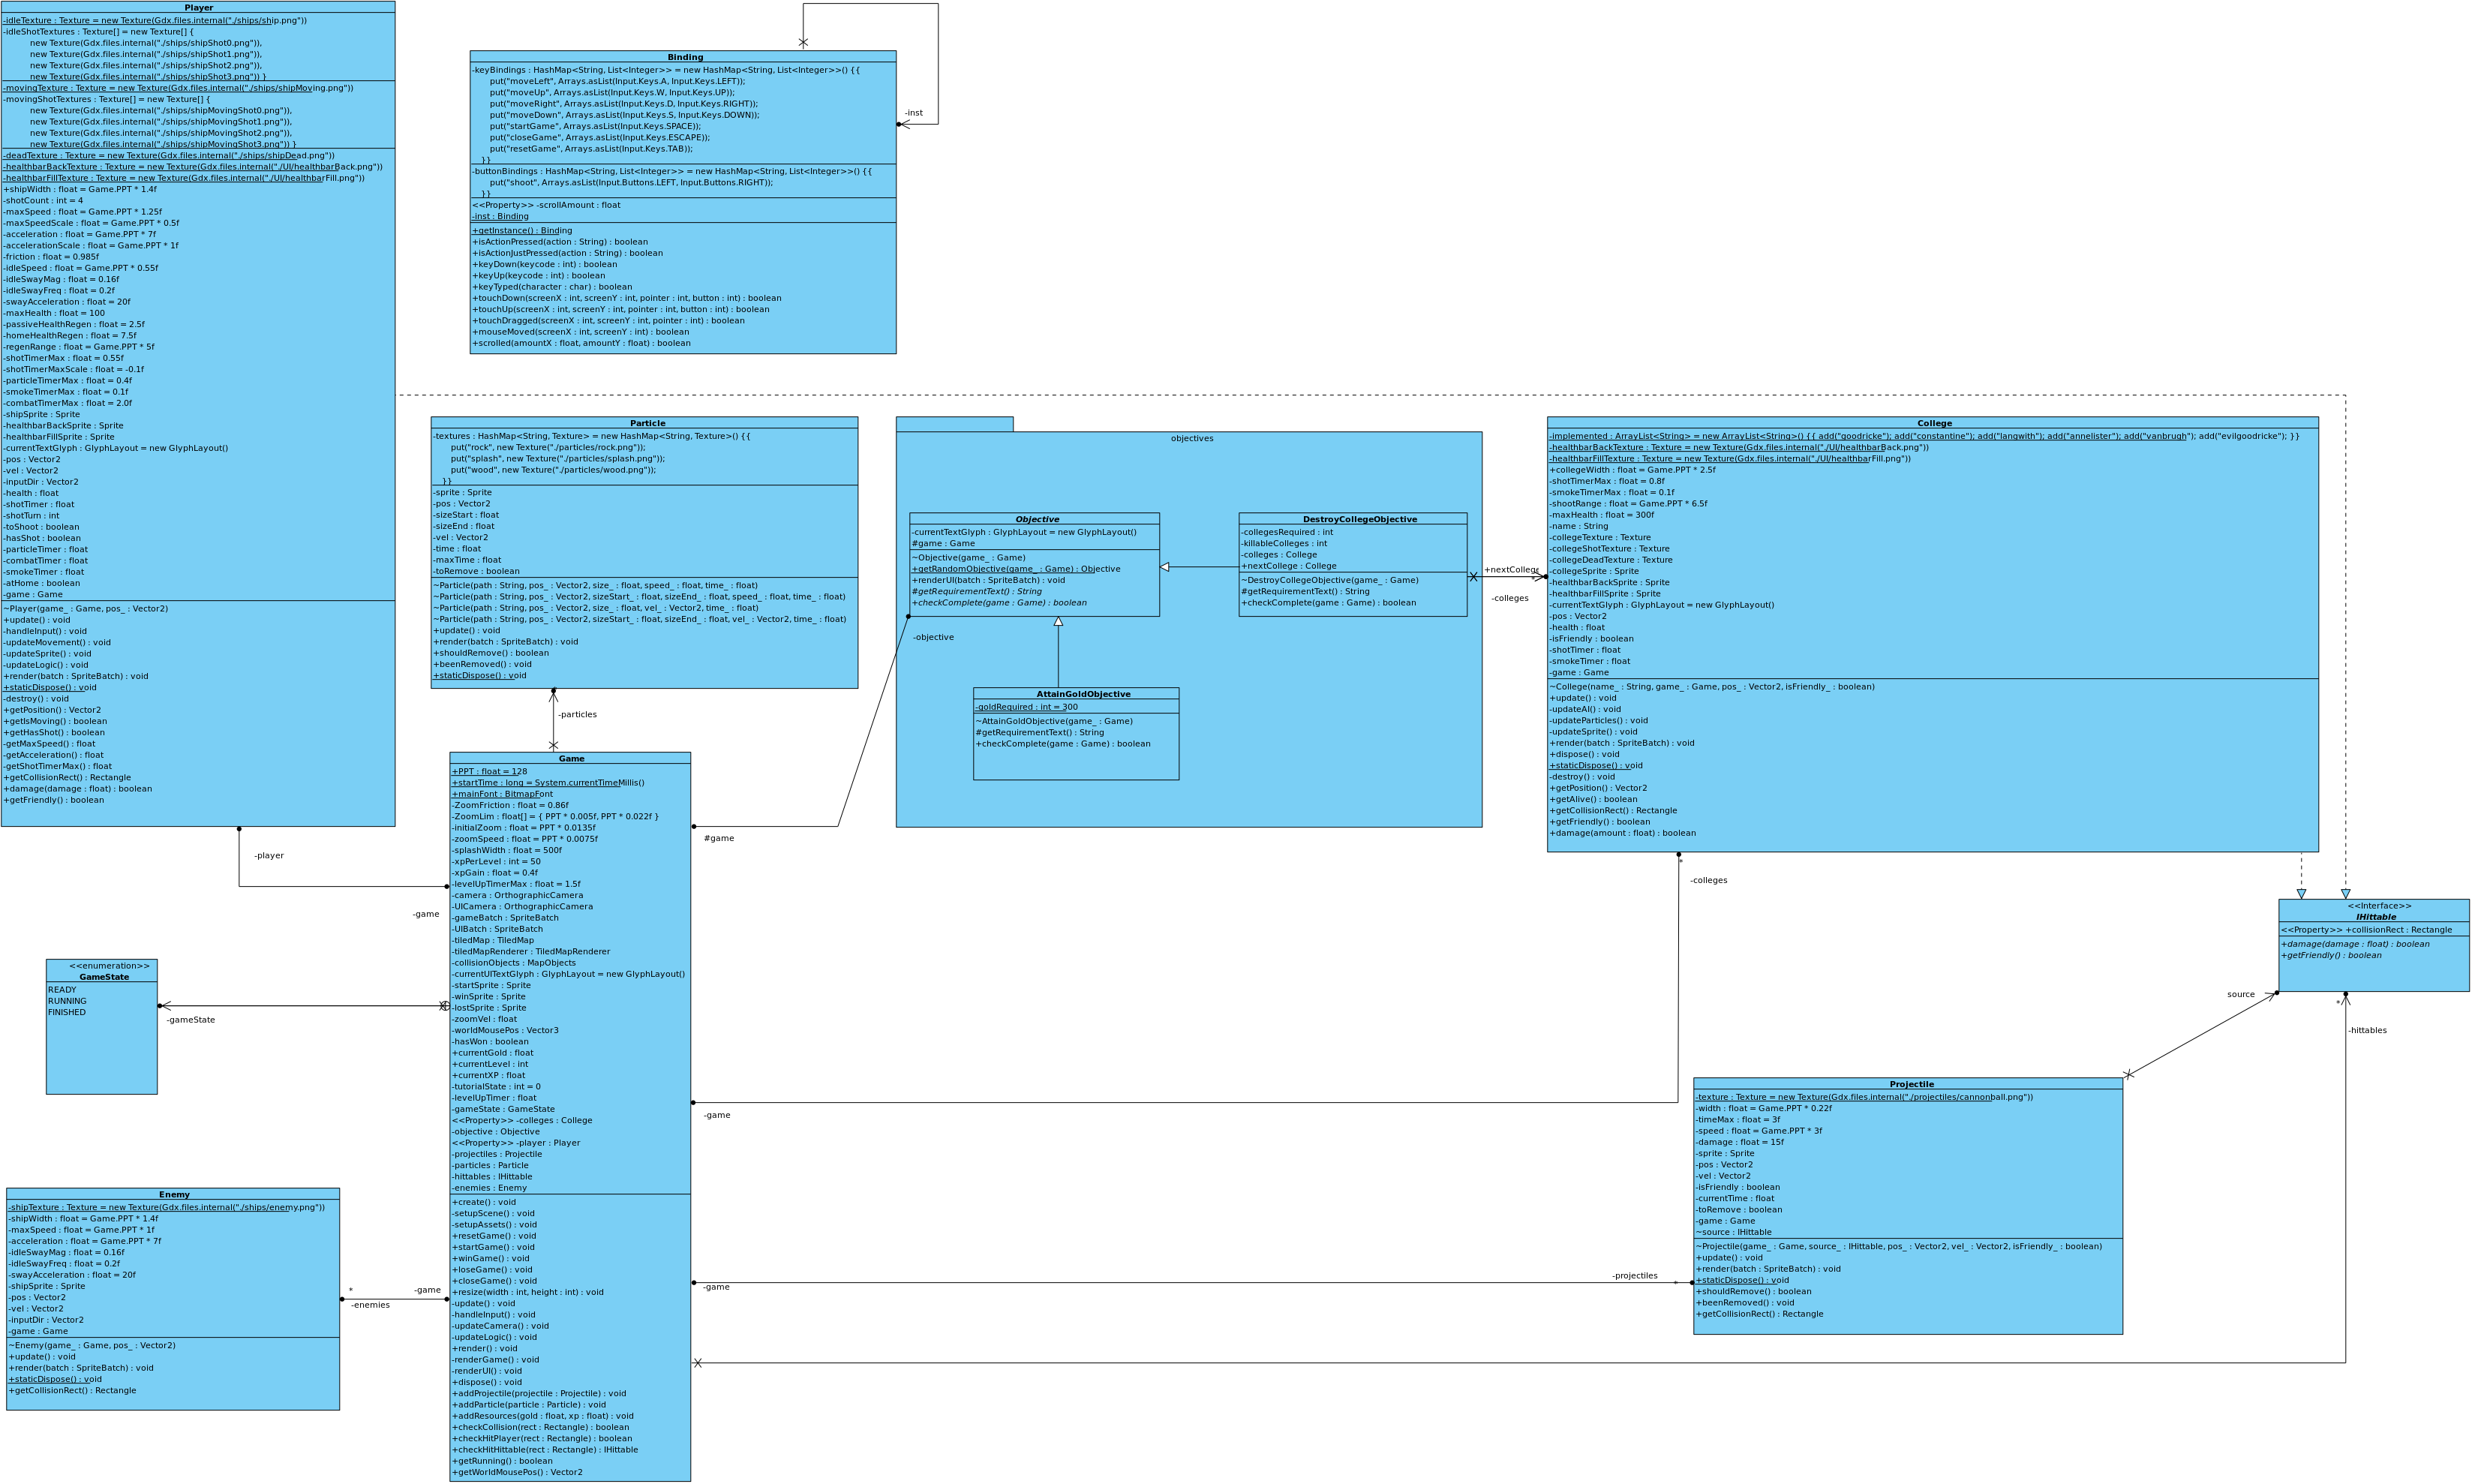 Player
-idleTexture : Texture = new Texture(Gdx.files.internal("./ships/ship.png"))
-idleShotTextures : Texture[] = new Texture[] {
new Texture(Gdx.files.internal("./ships/shipShot0.png")),
new Texture(Gdx.files.internal("./ships/shipShot1.png")),
new Texture(Gdx.files.internal("./ships/shipShot2.png")),
new Texture(Gdx.files.internal("./ships/shipShot3.png")) }
-movingTexture : Texture = new Texture(Gdx.files.internal("./ships/shipMoving.png"))
-movingShotTextures : Texture[] = new Texture[] {
new Texture(Gdx.files.internal("./ships/shipMovingShot0.png")),
new Texture(Gdx.files.internal("./ships/shipMovingShot1.png")),
new Texture(Gdx.files.internal("./ships/shipMovingShot2.png")),
new Texture(Gdx.files.internal("./ships/shipMovingShot3.png")) }
-deadTexture : Texture = new Texture(Gdx.files.internal("./ships/shipDead.png"))
-healthbarBackTexture : Texture = new Texture(Gdx.files.internal("./UI/healthbarBack.png"))
-healthbarFillTexture : Texture = new Texture(Gdx.files.internal("./UI/healthbarFill.png"))
+shipWidth : float = Game.PPT * 1.4f
-shotCount : int = 4
-maxSpeed : float = Game.PPT * 1.25f
-maxSpeedScale : float = Game.PPT * 0.5f
-acceleration : float = Game.PPT * 7f
-accelerationScale : float = Game.PPT * 1f
-friction : float = 0.985f
-idleSpeed : float = Game.PPT * 0.55f
-idleSwayMag : float = 0.16f
-idleSwayFreq : float = 0.2f
-swayAcceleration : float = 20f
-maxHealth : float = 100
-passiveHealthRegen : float = 2.5f
-homeHealthRegen : float = 7.5f
-regenRange : float = Game.PPT * 5f
-shotTimerMax : float = 0.55f
-shotTimerMaxScale : float = -0.1f
-particleTimerMax : float = 0.4f
-smokeTimerMax : float = 0.1f
-combatTimerMax : float = 2.0f
-shipSprite : Sprite
-healthbarBackSprite : Sprite
-healthbarFillSprite : Sprite
-currentTextGlyph : GlyphLayout = new GlyphLayout()
-pos : Vector2
-vel : Vector2
-inputDir : Vector2
-health : float
-shotTimer : float
-shotTurn : int
-toShoot : boolean
-hasShot : boolean
-particleTimer : float
-combatTimer : float
-smokeTimer : float
-atHome : boolean
-game : Game
~Player(game_ : Game, pos_ : Vector2)
+update() : void
-handleInput() : void
-updateMovement() : void
-updateSprite() : void
-updateLogic() : void
+render(batch : SpriteBatch) : void
+staticDispose() : void
-destroy() : void
+getPosition() : Vector2
+getIsMoving() : boolean
+getHasShot() : boolean
-getMaxSpeed() : float
-getAcceleration() : float
-getShotTimerMax() : float
+getCollisionRect() : Rectangle
+damage(damage : float) : boolean
+getFriendly() : boolean
Binding
-keyBindings : HashMap<String, List<Integer>> = new HashMap<String, List<Integer>>() {{
put("moveLeft", Arrays.asList(Input.Keys.A, Input.Keys.LEFT));
put("moveUp", Arrays.asList(Input.Keys.W, Input.Keys.UP));
put("moveRight", Arrays.asList(Input.Keys.D, Input.Keys.RIGHT));
put("moveDown", Arrays.asList(Input.Keys.S, Input.Keys.DOWN));
put("startGame", Arrays.asList(Input.Keys.SPACE));
put("closeGame", Arrays.asList(Input.Keys.ESCAPE));
put("resetGame", Arrays.asList(Input.Keys.TAB));
}}
-buttonBindings : HashMap<String, List<Integer>> = new HashMap<String, List<Integer>>() {{
put("shoot", Arrays.asList(Input.Buttons.LEFT, Input.Buttons.RIGHT));
}}
<<Property>> -scrollAmount : float
-inst : Binding
+getInstance() : Binding
+isActionPressed(action : String) : boolean
+isActionJustPressed(action : String) : boolean
+keyDown(keycode : int) : boolean
+keyUp(keycode : int) : boolean
+keyTyped(character : char) : boolean
+touchDown(screenX : int, screenY : int, pointer : int, button : int) : boolean
+touchUp(screenX : int, screenY : int, pointer : int, button : int) : boolean
+touchDragged(screenX : int, screenY : int, pointer : int) : boolean
+mouseMoved(screenX : int, screenY : int) : boolean
+scrolled(amountX : float, amountY : float) : boolean
-inst
Particle
-textures : HashMap<String, Texture> = new HashMap<String, Texture>() {{
put("rock", new Texture("./particles/rock.png"));
put("splash", new Texture("./particles/splash.png"));
put("wood", new Texture("./particles/wood.png"));
}}
-sprite : Sprite
-pos : Vector2
-sizeStart : float
-sizeEnd : float
-vel : Vector2
-time : float
-maxTime : float
-toRemove : boolean
~Particle(path : String, pos_ : Vector2, size_ : float, speed_ : float, time_ : float)
~Particle(path : String, pos_ : Vector2, sizeStart_ : float, sizeEnd_ : float, speed_ : float, time_ : float)
~Particle(path : String, pos_ : Vector2, size_ : float, vel_ : Vector2, time_ : float)
~Particle(path : String, pos_ : Vector2, sizeStart_ : float, sizeEnd_ : float, vel_ : Vector2, time_ : float)
+update() : void
+render(batch : SpriteBatch) : void
+shouldRemove() : boolean
+beenRemoved() : void
+staticDispose() : void
-particles
objectives
Objective
-currentTextGlyph : GlyphLayout = new GlyphLayout()
#game : Game
~Objective(game_ : Game)
+getRandomObjective(game_ : Game) : Objective
+renderUI(batch : SpriteBatch) : void
#getRequirementText() : String
+checkComplete(game : Game) : boolean
-objective
DestroyCollegeObjective
-collegesRequired : int
-killableColleges : int
-colleges : College
+nextCollege : College
~DestroyCollegeObjective(game_ : Game)
#getRequirementText() : String
+checkComplete(game : Game) : boolean
+nextCollege
*
-colleges
AttainGoldObjective
-goldRequired : int = 300
~AttainGoldObjective(game_ : Game)
#getRequirementText() : String
+checkComplete(game : Game) : boolean
College
-implemented : ArrayList<String> = new ArrayList<String>() {{ add("goodricke"); add("constantine"); add("langwith"); add("annelister"); add("vanbrugh"); add("evilgoodricke"); }}
-healthbarBackTexture : Texture = new Texture(Gdx.files.internal("./UI/healthbarBack.png"))
-healthbarFillTexture : Texture = new Texture(Gdx.files.internal("./UI/healthbarFill.png"))
+collegeWidth : float = Game.PPT * 2.5f
-shotTimerMax : float = 0.8f
-smokeTimerMax : float = 0.1f
-shootRange : float = Game.PPT * 6.5f
-maxHealth : float = 300f
-name : String
-collegeTexture : Texture
-collegeShotTexture : Texture
-collegeDeadTexture : Texture
-collegeSprite : Sprite
-healthbarBackSprite : Sprite
-healthbarFillSprite : Sprite
-currentTextGlyph : GlyphLayout = new GlyphLayout()
-pos : Vector2
-health : float
-isFriendly : boolean
-shotTimer : float
-smokeTimer : float
-game : Game
~College(name_ : String, game_ : Game, pos_ : Vector2, isFriendly_ : boolean)
+update() : void
-updateAI() : void
-updateParticles() : void
-updateSprite() : void
+render(batch : SpriteBatch) : void
+dispose() : void
+staticDispose() : void
-destroy() : void
+getPosition() : Vector2
+getAlive() : boolean
+getCollisionRect() : Rectangle
+getFriendly() : boolean
+damage(amount : float) : boolean
*
-colleges
-player
-game
Game
+PPT : float = 128
+startTime : long = System.currentTimeMillis()
+mainFont : BitmapFont
-ZoomFriction : float = 0.86f
-ZoomLim : float[] = { PPT * 0.005f, PPT * 0.022f }
-initialZoom : float = PPT * 0.0135f
-zoomSpeed : float = PPT * 0.0075f
-splashWidth : float = 500f
-xpPerLevel : int = 50
-xpGain : float = 0.4f
-levelUpTimerMax : float = 1.5f
-camera : OrthographicCamera
-UICamera : OrthographicCamera
-gameBatch : SpriteBatch
-UIBatch : SpriteBatch
-tiledMap : TiledMap
-tiledMapRenderer : TiledMapRenderer
-collisionObjects : MapObjects
-currentUITextGlyph : GlyphLayout = new GlyphLayout()
-startSprite : Sprite
-winSprite : Sprite
-lostSprite : Sprite
-zoomVel : float
-worldMousePos : Vector3
-hasWon : boolean
+currentGold : float
+currentLevel : int
+currentXP : float
-tutorialState : int = 0
-levelUpTimer : float
-gameState : GameState
<<Property>> -colleges : College
-objective : Objective
<<Property>> -player : Player
-projectiles : Projectile
-particles : Particle
-hittables : IHittable
-enemies : Enemy
+create() : void
-setupScene() : void
-setupAssets() : void
+resetGame() : void
+startGame() : void
+winGame() : void
+loseGame() : void
+closeGame() : void
+resize(width : int, height : int) : void
-update() : void
-handleInput() : void
-updateCamera() : void
-updateLogic() : void
+render() : void
-renderGame() : void
-renderUI() : void
+dispose() : void
+addProjectile(projectile : Projectile) : void
+addParticle(particle : Particle) : void
+addResources(gold : float, xp : float) : void
+checkCollision(rect : Rectangle) : boolean
+checkHitPlayer(rect : Rectangle) : boolean
+checkHitHittable(rect : Rectangle) : IHittable
+getRunning() : boolean
+getWorldMousePos() : Vector2
#game
-game
-game
<<enumeration>>
GameState
READY
RUNNING
FINISHED
-gameState
Enemy
-shipTexture : Texture = new Texture(Gdx.files.internal("./ships/enemy.png"))
-shipWidth : float = Game.PPT * 1.4f
-maxSpeed : float = Game.PPT * 1f
-acceleration : float = Game.PPT * 7f
-idleSwayMag : float = 0.16f
-idleSwayFreq : float = 0.2f
-swayAcceleration : float = 20f
-shipSprite : Sprite
-pos : Vector2
-vel : Vector2
-inputDir : Vector2
-game : Game
~Enemy(game_ : Game, pos_ : Vector2)
+update() : void
+render(batch : SpriteBatch) : void
+staticDispose() : void
+getCollisionRect() : Rectangle
*
-enemies
-game
<<Interface>>
IHittable
<<Property>> +collisionRect : Rectangle
+damage(damage : float) : boolean
+getFriendly() : boolean
source
*
-hittables
Projectile
-texture : Texture = new Texture(Gdx.files.internal("./projectiles/cannonball.png"))
-width : float = Game.PPT * 0.22f
-timeMax : float = 3f
-speed : float = Game.PPT * 3f
-damage : float = 15f
-sprite : Sprite
-pos : Vector2
-vel : Vector2
-isFriendly : boolean
-currentTime : float
-toRemove : boolean
-game : Game
~source : IHittable
~Projectile(game_ : Game, source_ : IHittable, pos_ : Vector2, vel_ : Vector2, isFriendly_ : boolean)
+update() : void
+render(batch : SpriteBatch) : void
+staticDispose() : void
+shouldRemove() : boolean
+beenRemoved() : void
+getCollisionRect() : Rectangle
-projectiles
*